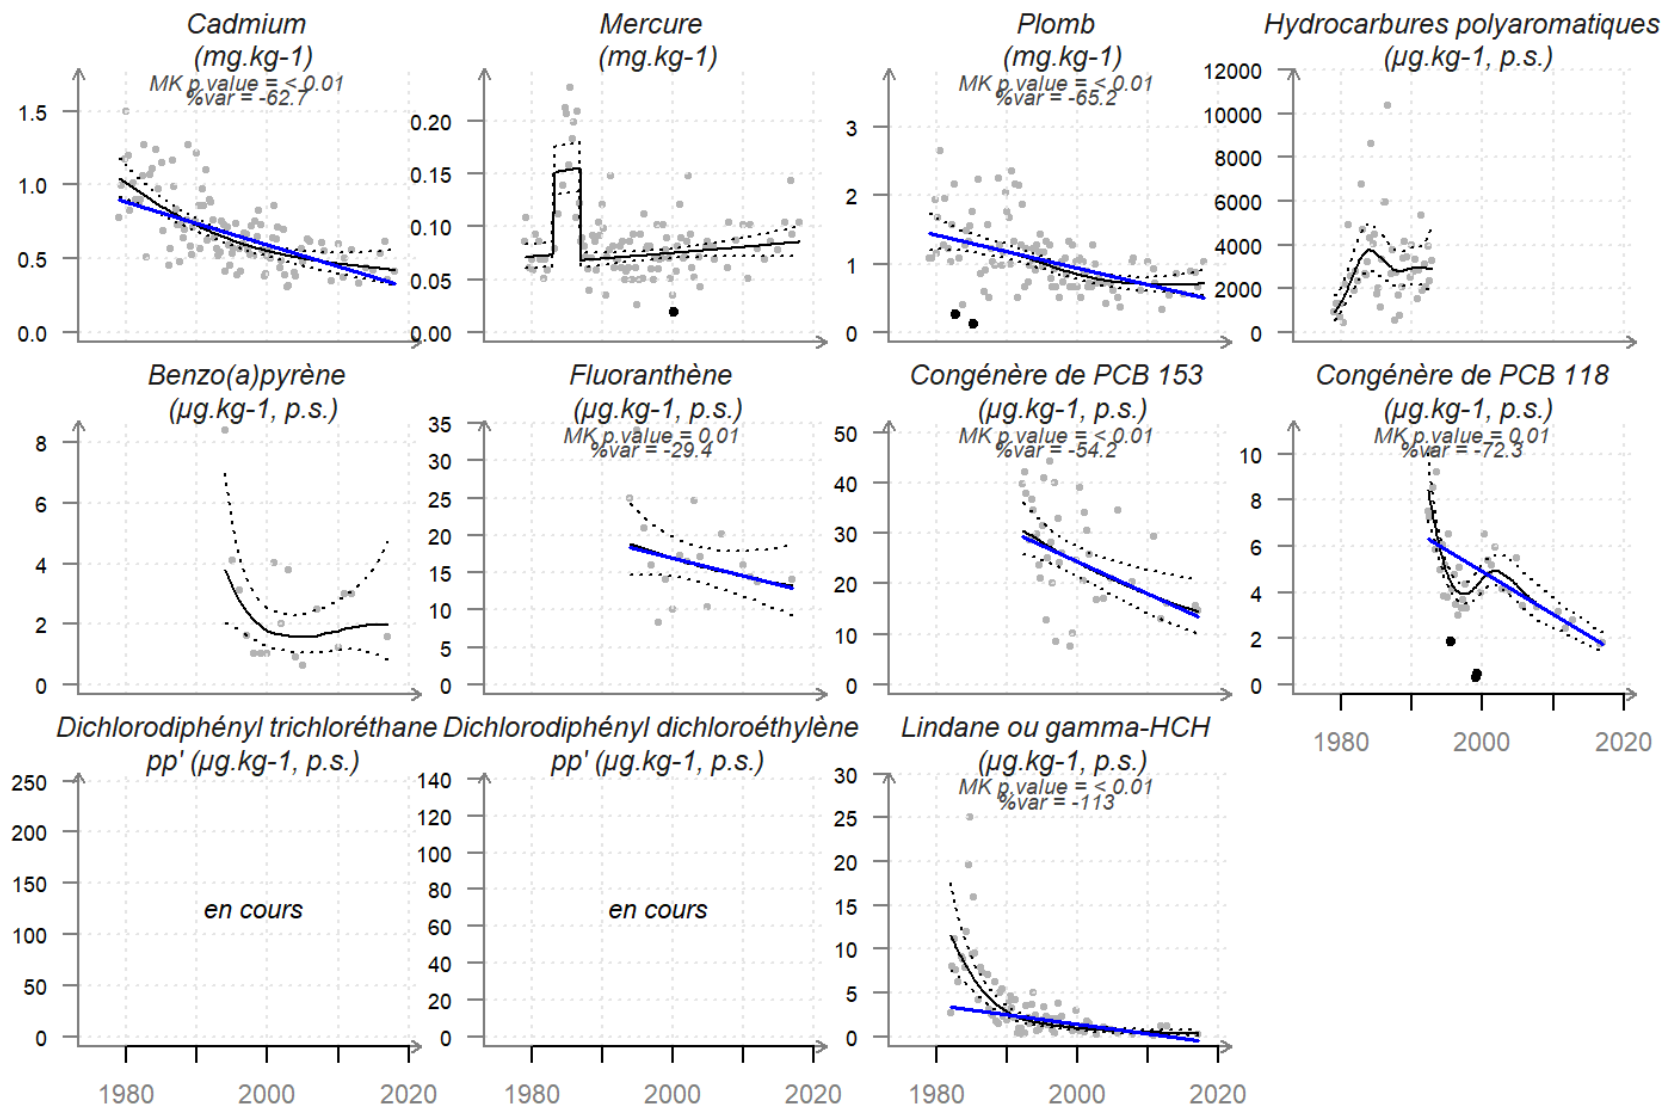 Cadmium
(mg.kg-1)
MK p.value = < 0.01
%var = -62.7
1.5
1.0
0.5
0.0
Mercure
(mg.kg-1)
0.20
0.15
0.10
0.05
0.00
Plomb
(mg.kg-1)
MK p.value = < 0.01
%var = -65.2
3
2
1
0
Hydrocarbures polyaromatiques
(µg.kg-1, p.s.)
12000
10000
8000
6000
4000
2000
0
Benzo(a)pyrène
(µg.kg-1, p.s.)
8
6
4
2
0
Fluoranthène
(µg.kg-1, p.s.)
MK p.value = 0.01
%var = -29.4
35
30
25
20
15
10
5
0
Congénère de PCB 153
(µg.kg-1, p.s.)
MK p.value = < 0.01
%var = -54.2
50
40
30
20
10
0
Congénère de PCB 118
(µg.kg-1, p.s.)
MK p.value = 0.01
%var = -72.3
10
8
6
4
2
0
1980 2000 2020
Dichlorodiphényl trichloréthane
pp' (µg.kg-1, p.s.)
250
200
150
100
50
0
en cours
1980 2000 2020
Dichlorodiphényl dichloroéthylène
pp' (µg.kg-1, p.s.)
140
120
100
80
60
40
20
0
en cours
1980 2000 2020
Lindane ou gamma-HCH
(µg.kg-1, p.s.)
MK p.value = < 0.01
%var = -113
30
25
20
15
10
5
0
1980 2000 2020